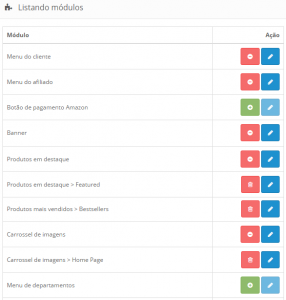 Listando módulos
Módulo Ação
Menu do cliente
Menu do afiliado
Botão de pagamento Amazon
Banner
Produtos em destaque
Produtos em destaque > Featured
Produtos mais vendidos > Bestsellers
Carrossel de imagens
Carrossel de imagens > Home Page
Menu de departamentos